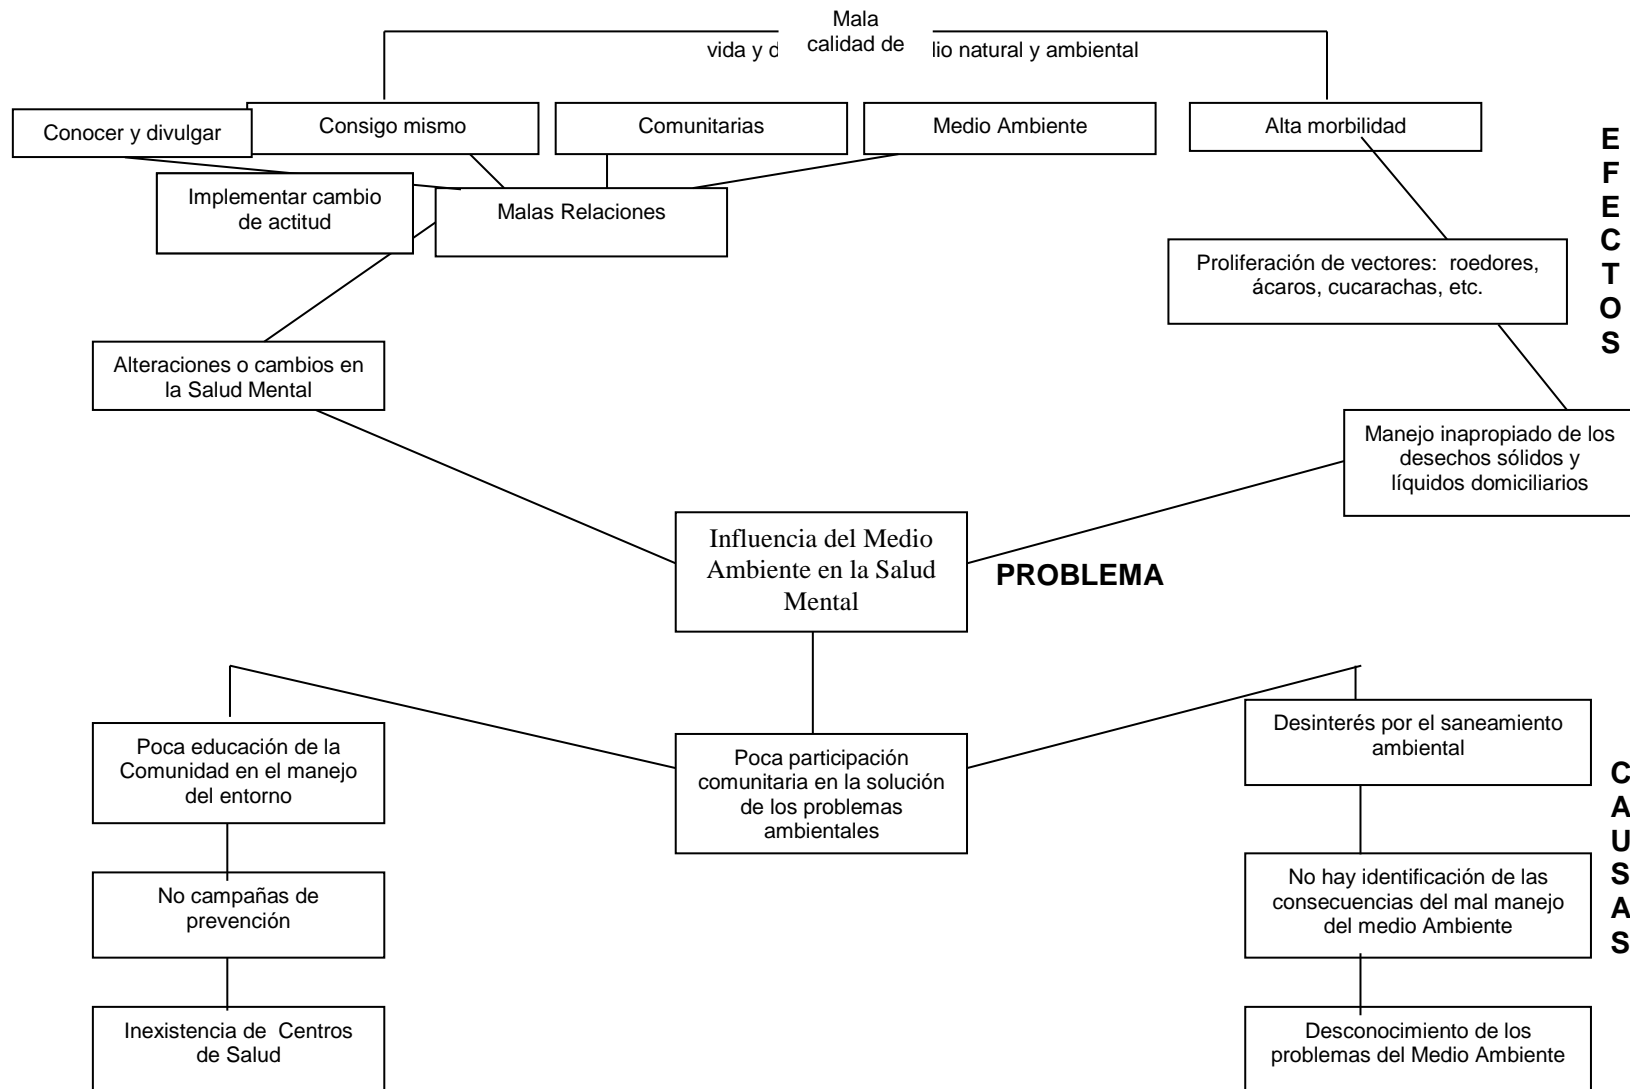 Mala
calidad de
vida y d
lio natural y ambiental
Conocer y divulgar
Consigo mismo
Comunitarias
Medio Ambiente
Alta morbilidad
Implementar cambio
de actitud
Malas Relaciones
Proliferación de vectores: roedores,
ácaros, cucarachas, etc.
EFECTOS
Alteraciones o cambios en
la Salud Mental
Manejo inapropiado de los
desechos sólidos y
líquidos domiciliarios
Influencia del Medio
Ambiente en la Salud
Mental
PROBLEMA
Poca educación de la
Comunidad en el manejo
del entorno
Poca participación
comunitaria en la solución
de los problemas
ambientales
Desinterés por el saneamiento
ambiental
CAUSAS
No campañas de
prevención
No hay identificación de las
consecuencias del mal manejo
del medio Ambiente
Inexistencia de Centros
de Salud
Desconocimiento de los
problemas del Medio Ambiente